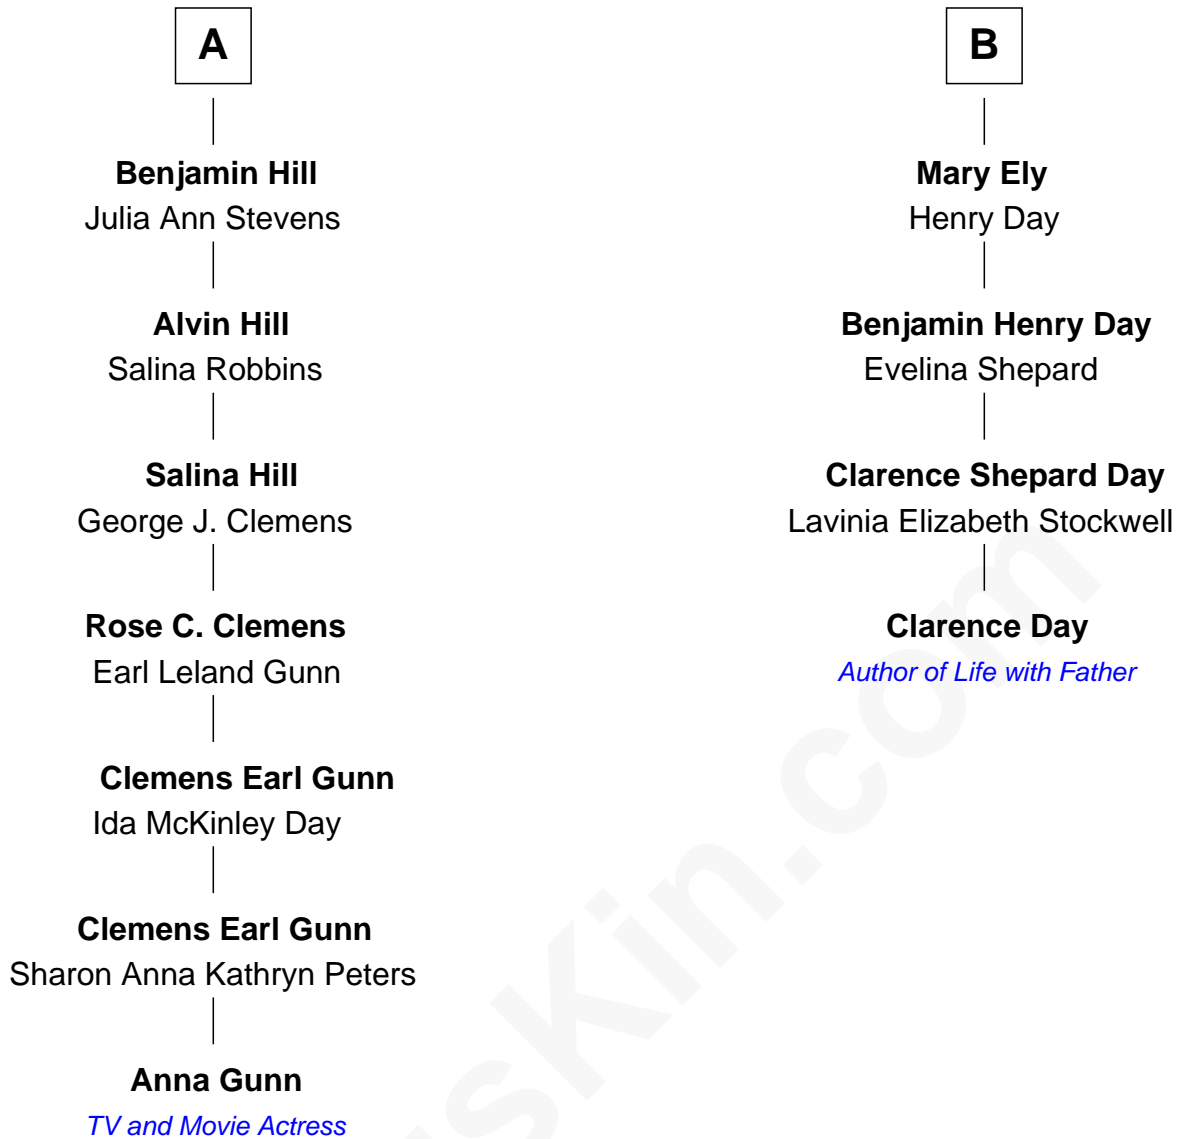 A
Benjamin Hill
Julia Ann Stevens
Alvin Hill
Salina Robbins
Salina Hill
George J. Clemens
Rose C. Clemens
Earl Leland Gunn
Clemens Earl Gunn
Ida McKinley Day
Clemens Earl Gunn
Sharon Anna Kathryn Peters
Anna Gunn
TV and Movie Actress
B
Mary Ely
Henry Day
Benjamin Henry Day
Evelina Shepard
Clarence Shepard Day
Lavinia Elizabeth Stockwell
Clarence Day
Author of Life with Father